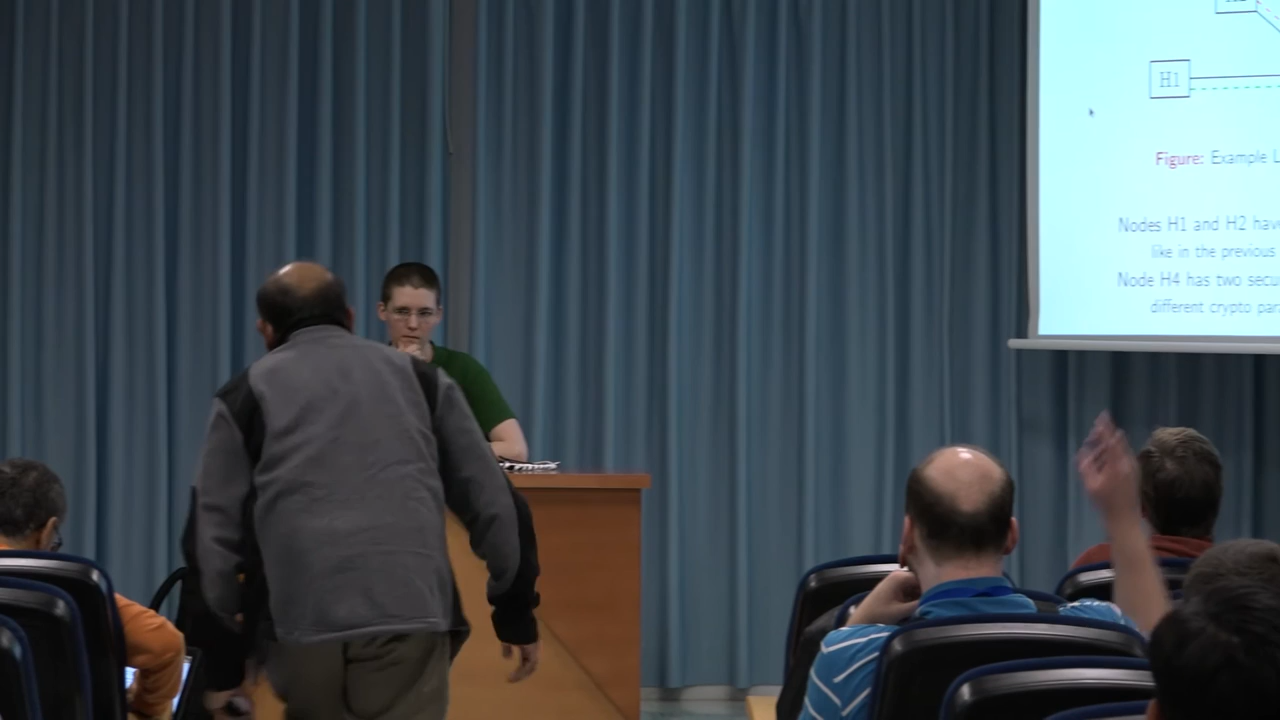 H1
Figure: Example L
Nodes H1 and H2 have
like in the previous
Node H4 has two secu
different crypto par